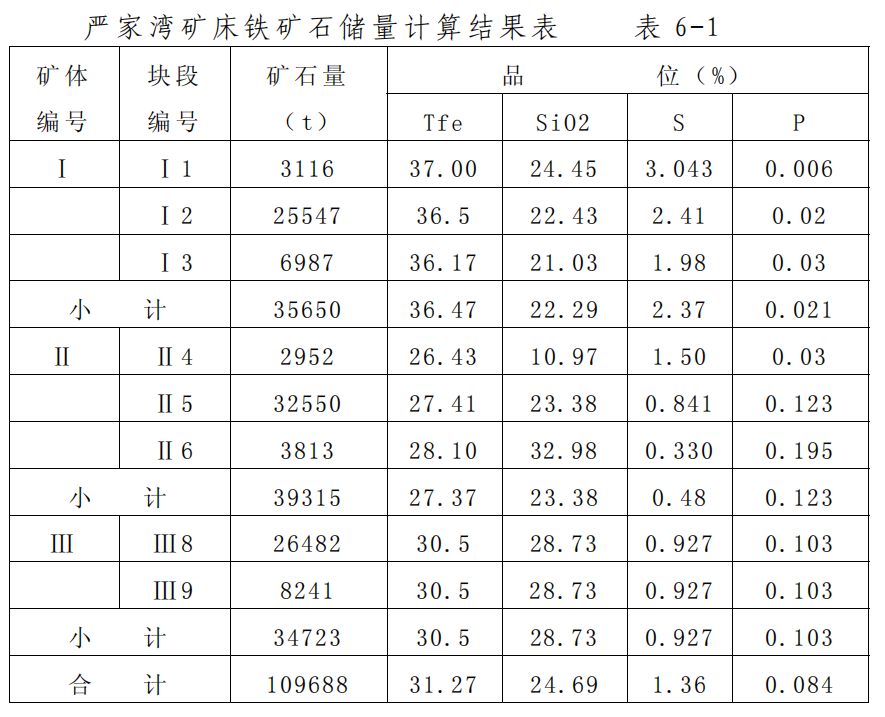 严家湾矿床铁矿石储量计算结果表 表 6-1
矿体编号 块段编号 矿石量(t) 品 位(%)
Tfe SiO2 S P
Ⅰ Ⅰ1 3116 37.00 24.45 3.043 0.006
Ⅰ2 25547 36.5 22.43 2.41 0.02
Ⅰ3 6987 36.17 21.03 1.98 0.03
小 计 35650 36.47 22.29 2.37 0.021
Ⅱ Ⅱ4 2952 26.43 10.97 1.50 0.03
Ⅱ5 32550 27.41 23.38 0.841 0.123
Ⅱ6 3813 28.10 32.98 0.330 0.195
小 计 39315 27.37 23.38 0.48 0.123
Ⅲ Ⅲ8 26482 30.5 28.73 0.927 0.103
Ⅲ9 8241 30.5 28.73 0.927 0.103
小 计 34723 30.5 28.73 0.927 0.103
合 计 109688 31.27 24.69 1.36 0.084